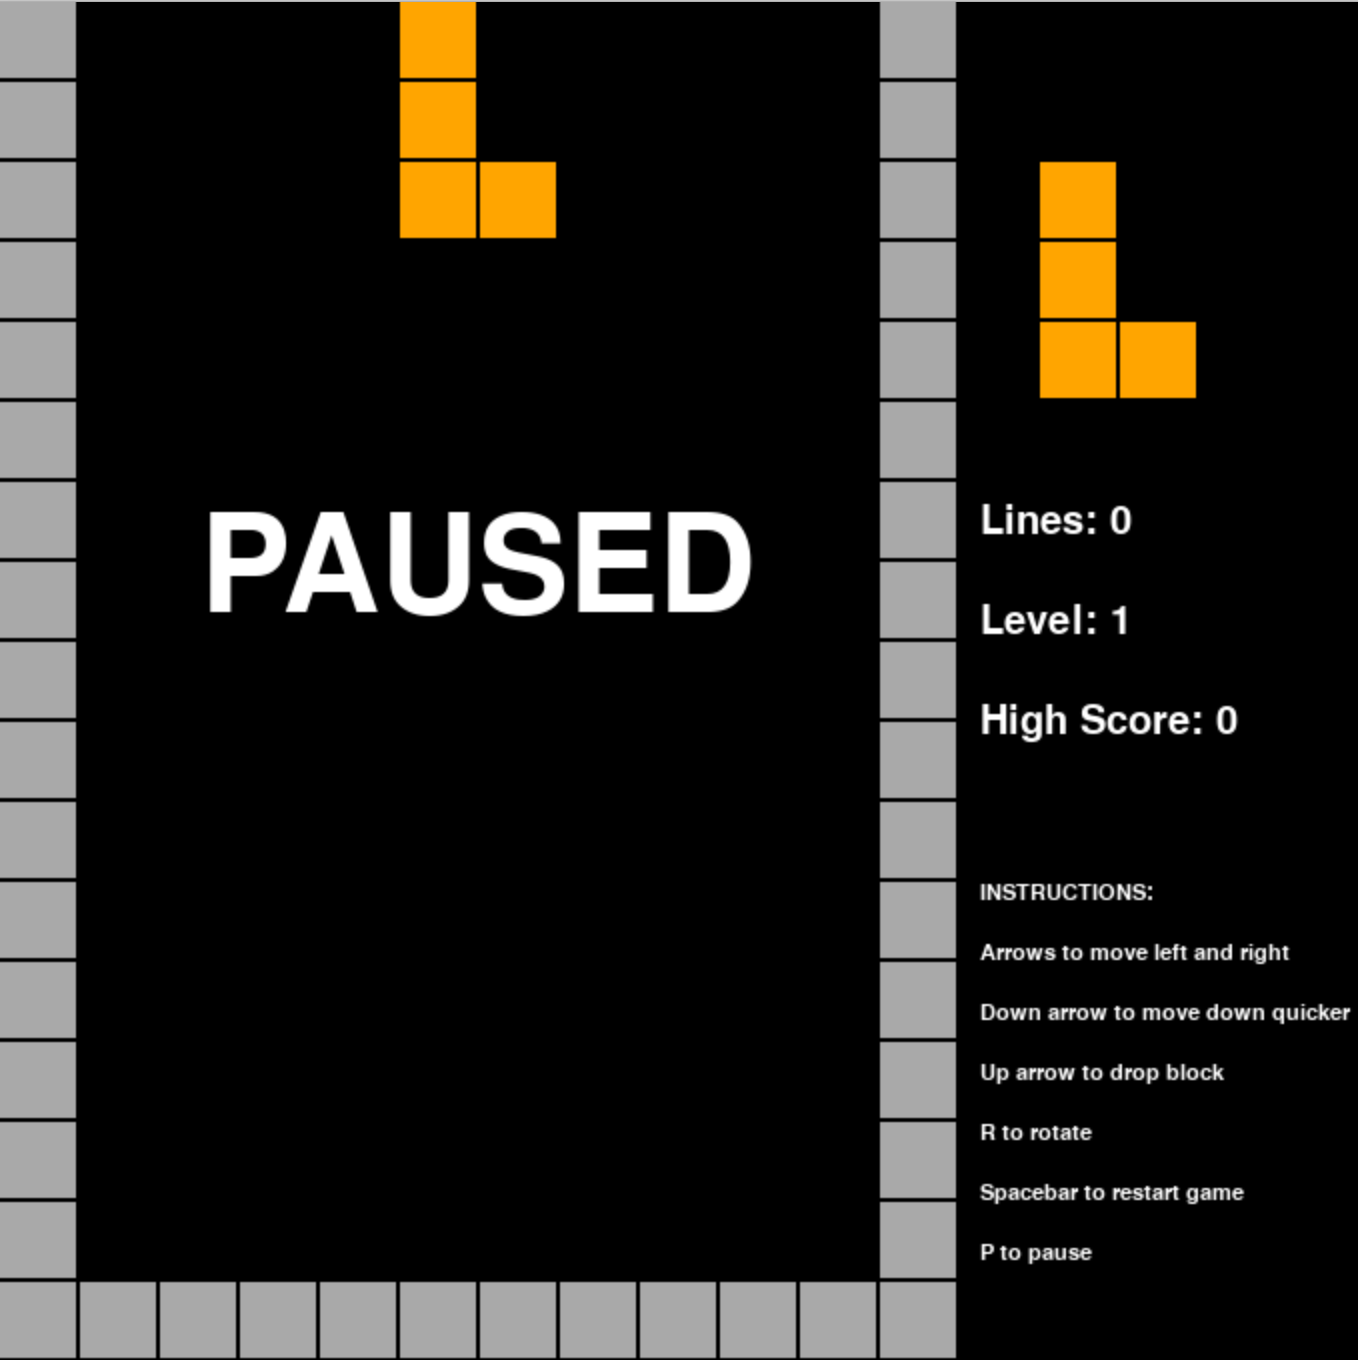 PAUSED
Lines: 0
Level: 1
High Score: 0
INSTRUCTIONS:
Arrows to move left and right
Down arrow to move down quicker
Up arrow to drop block
R to rotate
Spacebar to restart game
P to pause